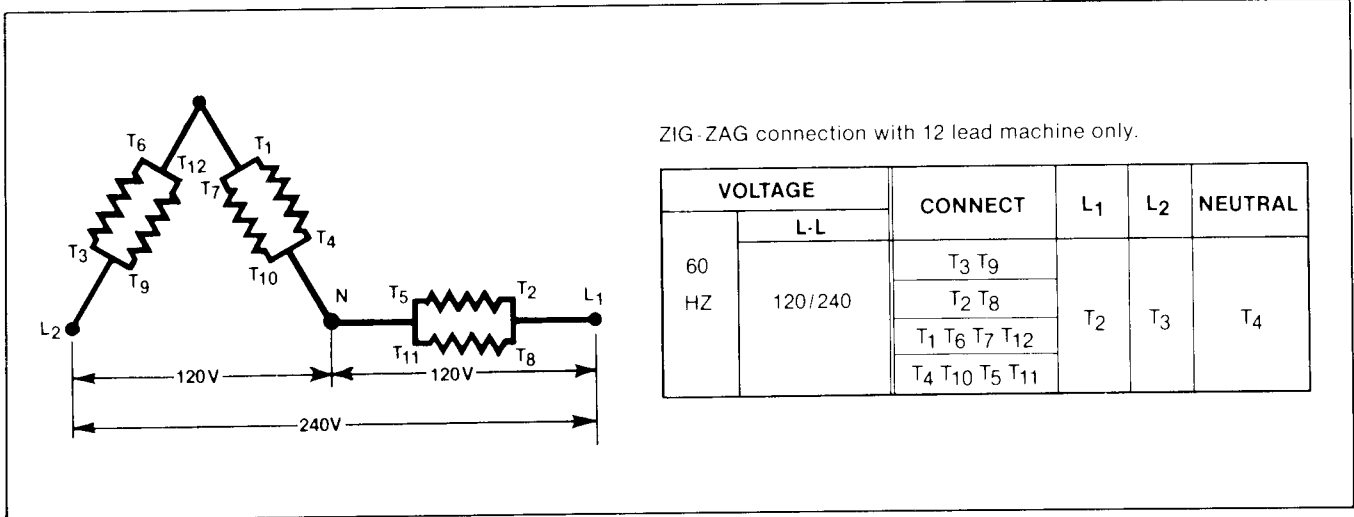 ZIG-ZAG connection with 12 lead machine only.
VOLTAGE CONNECT L1 L2 NEUTRAL
L-L
60 HZ 120/240 T2 T3 T4
T3 T9
T2 T8
T1 T6 T7 T12
T4 T10 T5 T11
T6 T12 T1
T7
T3 T9 T4
T10
L2 N T5 T2 L1
T11 T8
120V 120V
240V